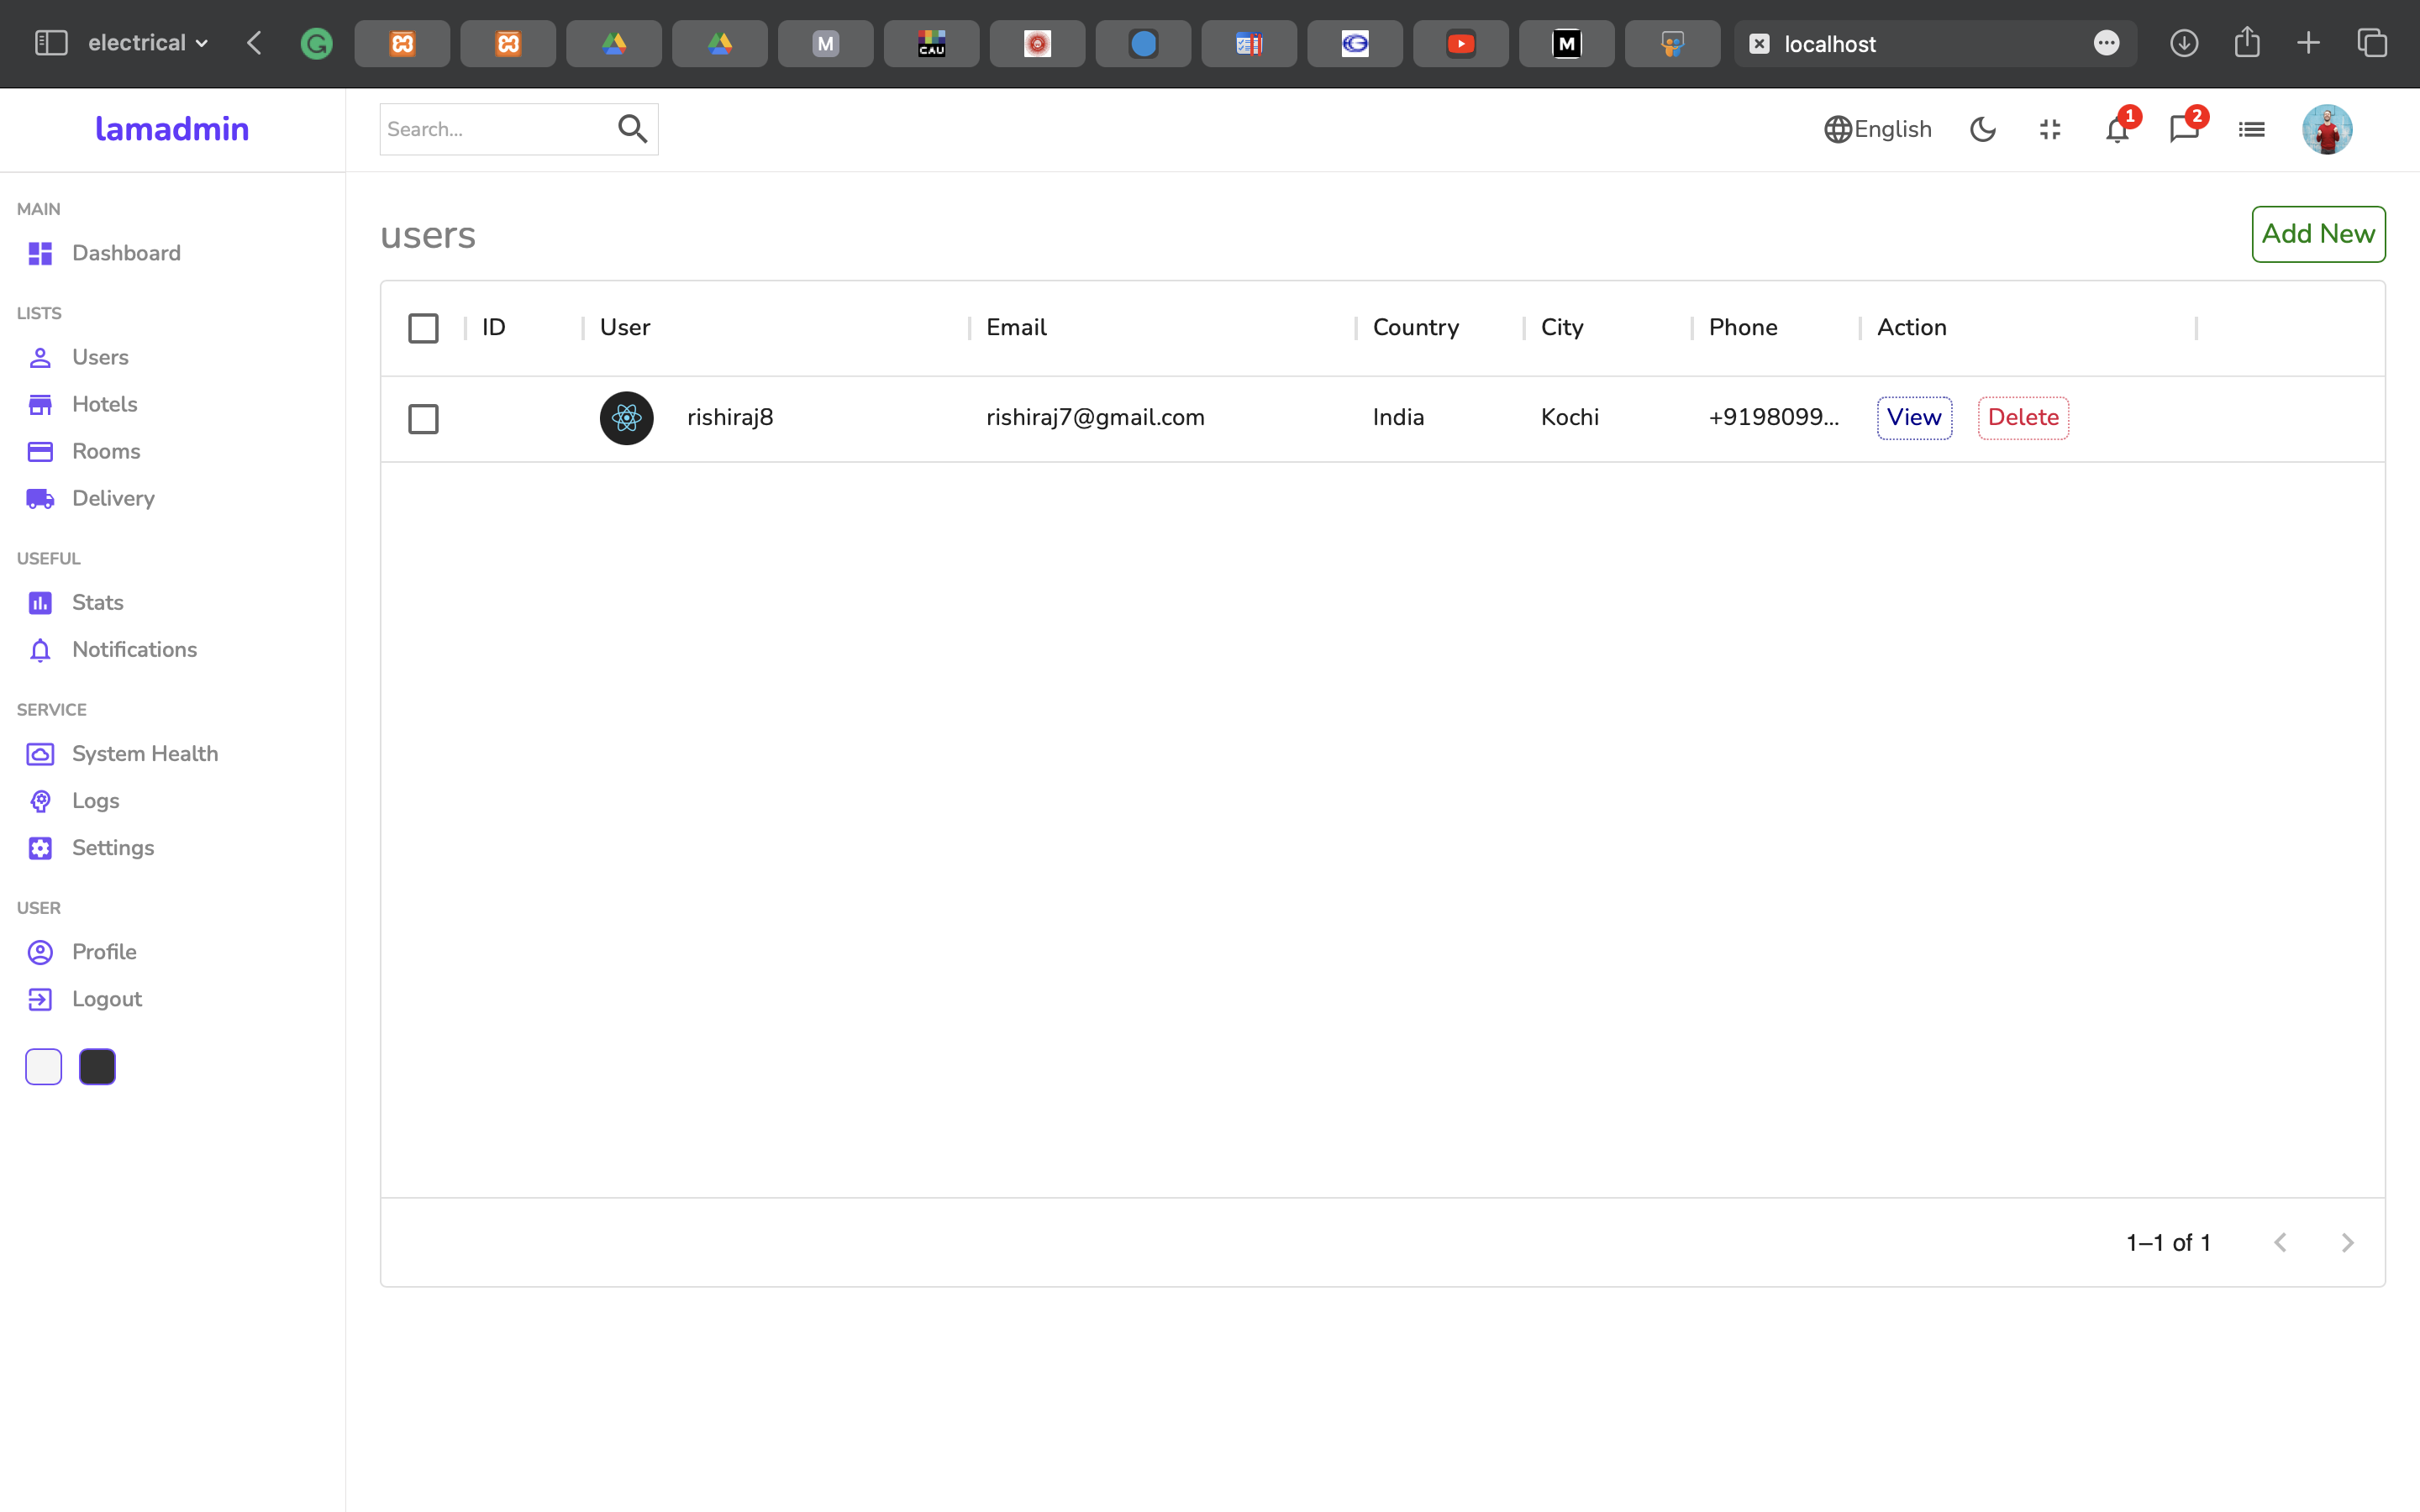 electrical
M
CAU
M
localhost
lamadmin
Search...
English
1
2
MAIN
Dashboard
LISTS
Users
Hotels
Rooms
Delivery
USEFUL
Stats
Notifications
SERVICE
System Health
Logs
Settings
USER
Profile
Logout
users
Add New
ID User Email Country City Phone Action
rishiraj8 rishiraj7@gmail.com India Kochi +9198099... View Delete
1–1 of 1